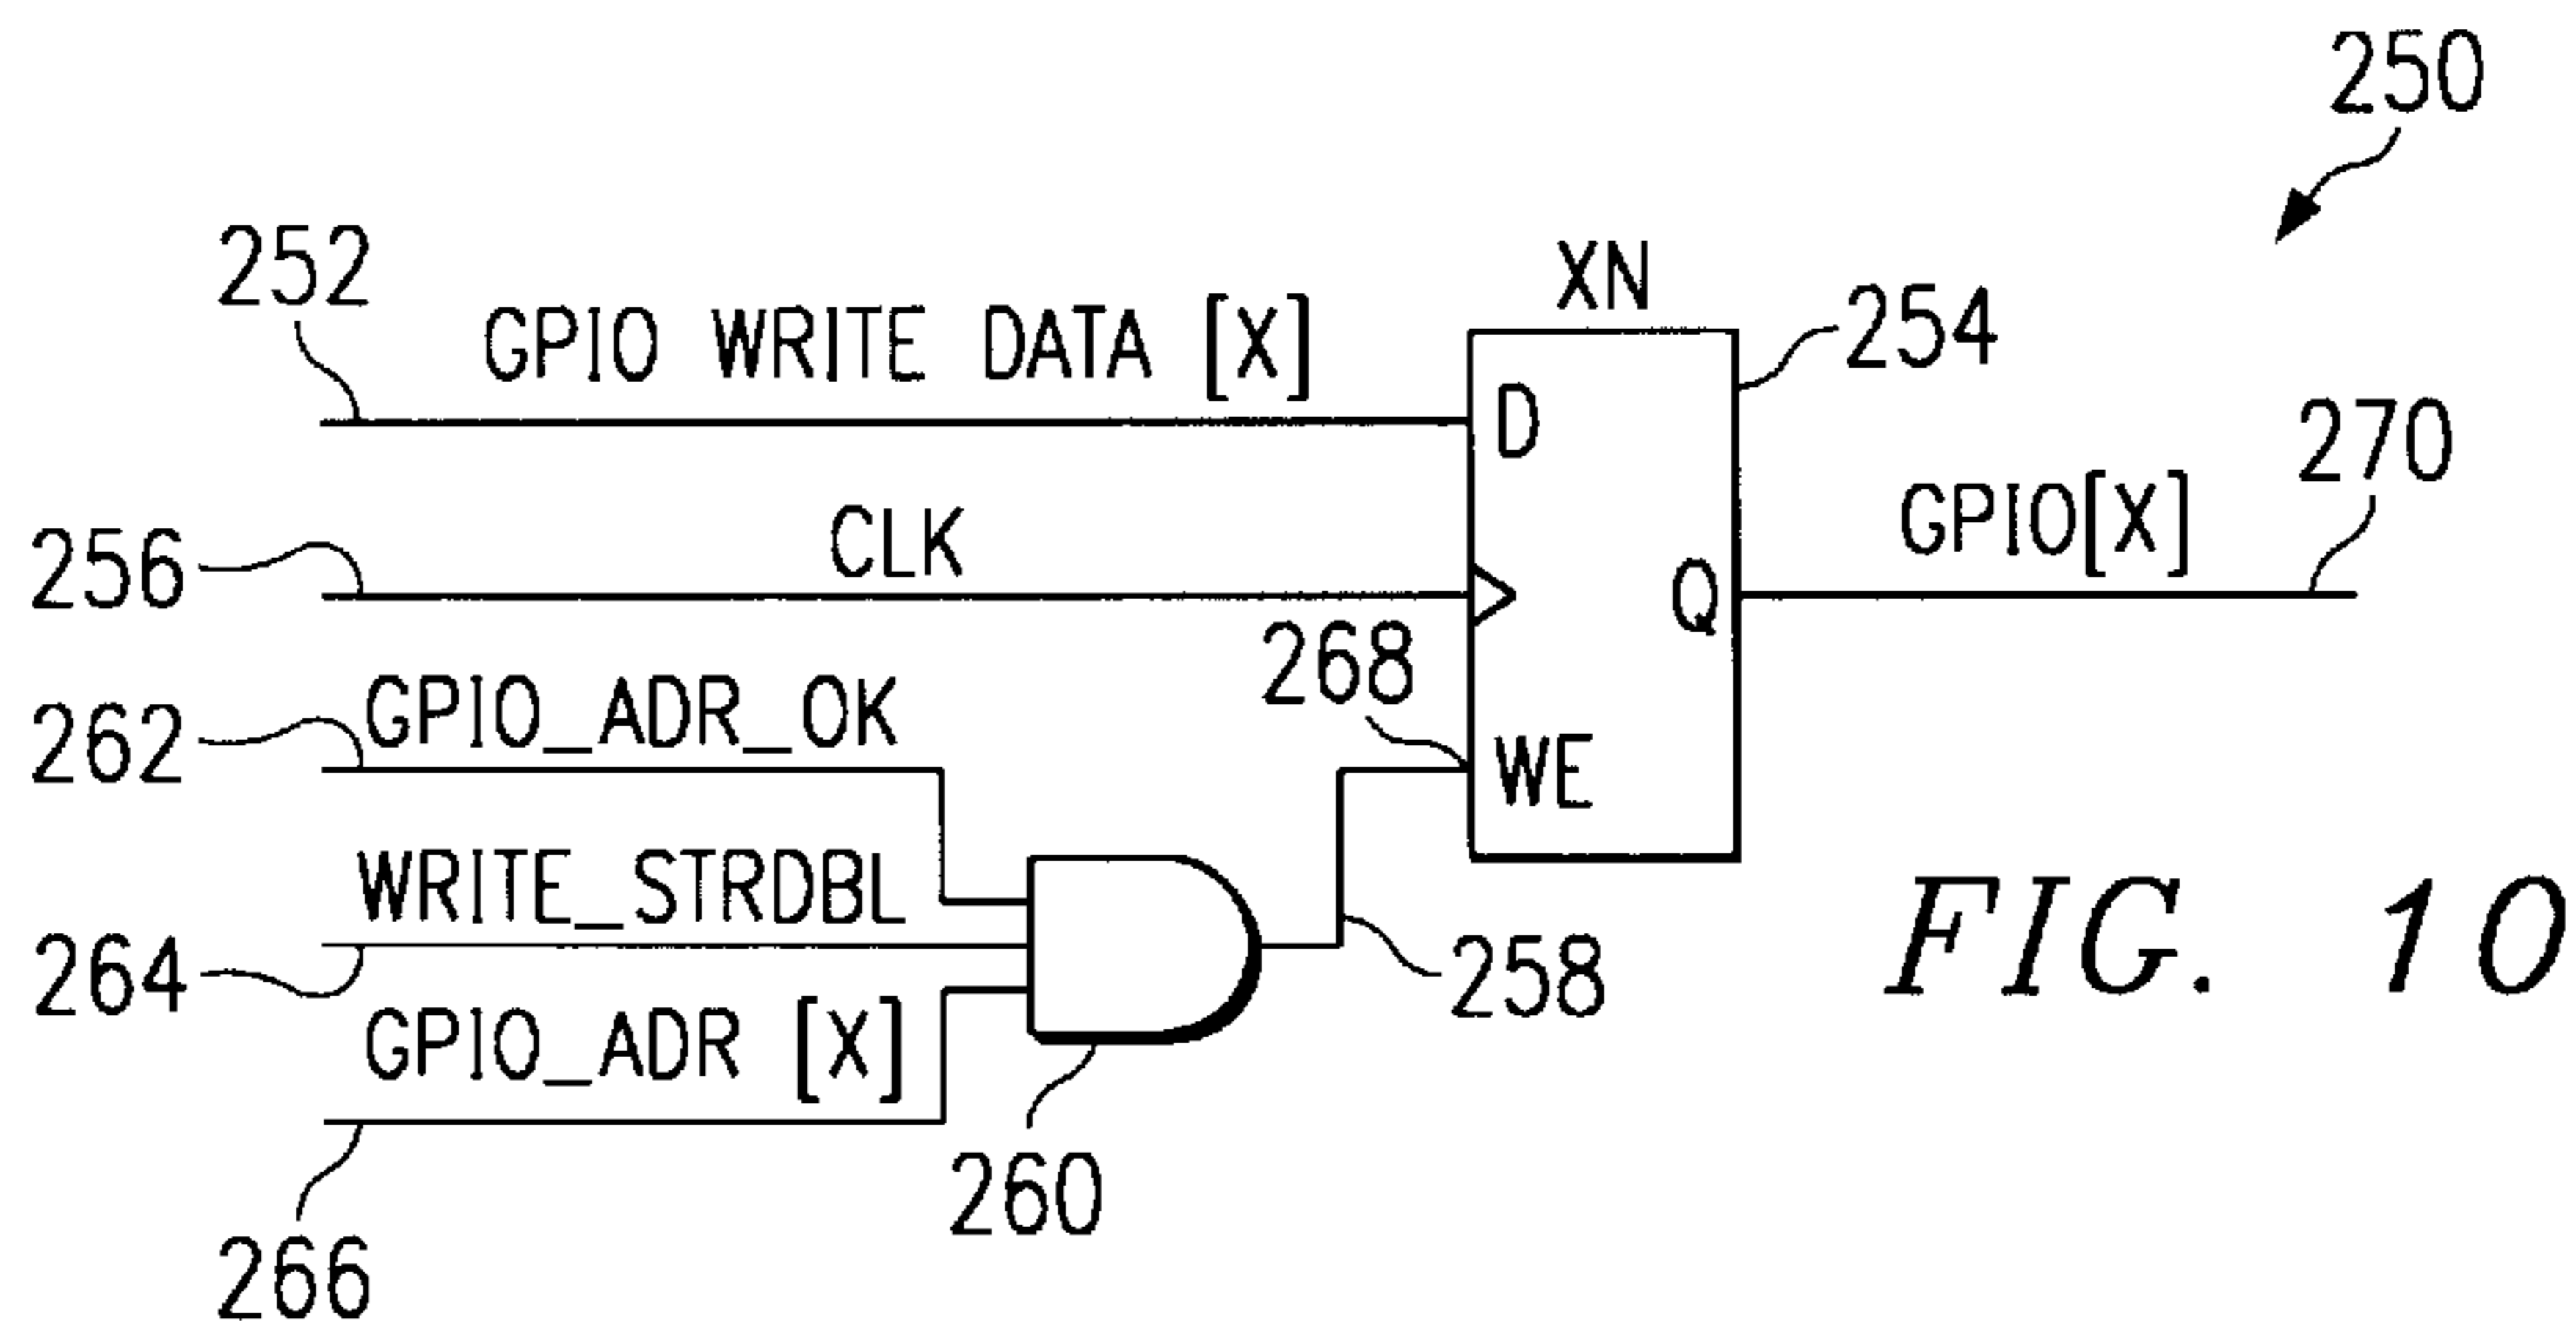 250
252
XN
GPIO WRITE DATA [X]
254
D
270
GPIO[X]
CLK
256
Q
268
GPIO_ADR_OK
262
WE
WRITE_STRDBL
264
258
FIG. 10
GPIO_ADR [X]
260
266